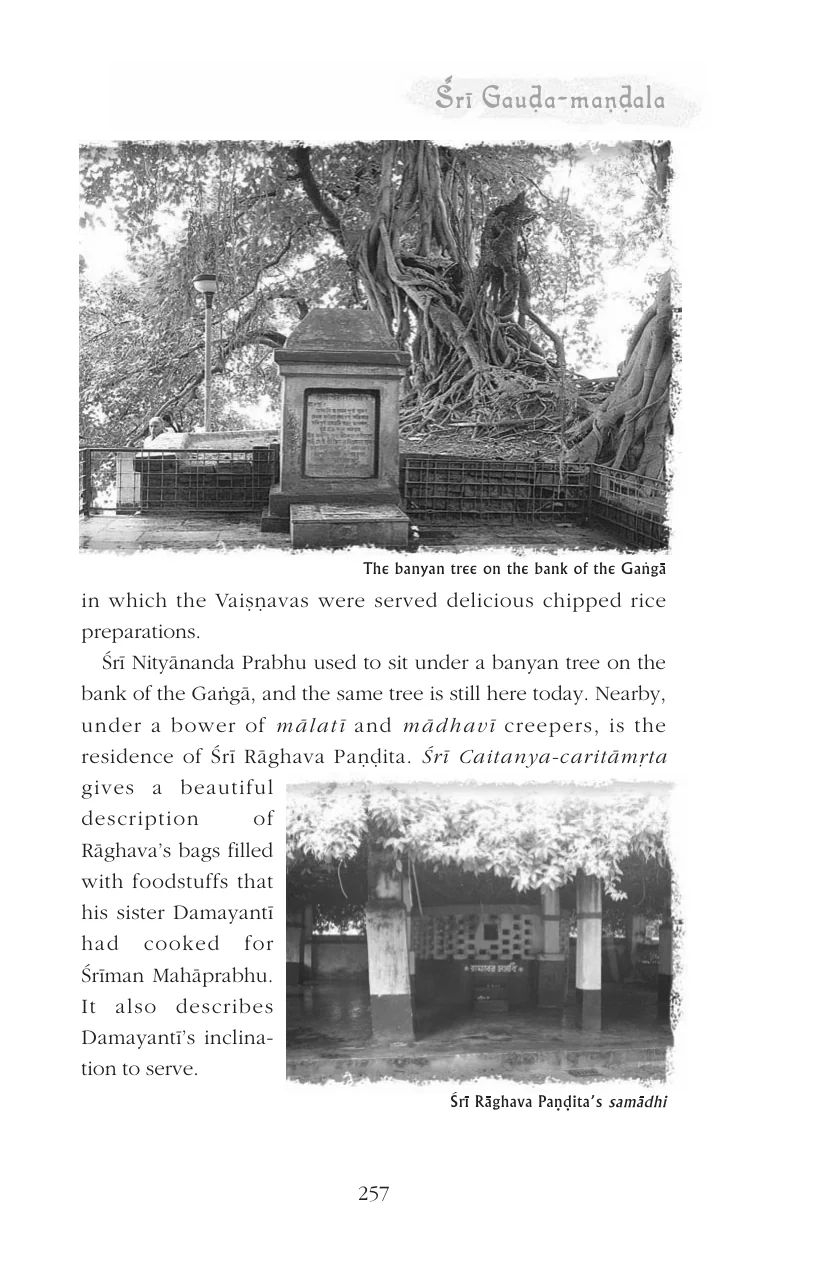 Śrī Gauḍa-maṇḍala
The banyan tree on the bank of the Gaṅgā
in which the Vaiṣṇavas were served delicious chipped rice
preparations.
Śrī Nityānanda Prabhu used to sit under a banyan tree on the
bank of the Gaṅgā, and the same tree is still here today. Nearby,
under a bower of mālatī and mādhavī creepers, is the
residence of Śrī Rāghava Paṇḍita. Śrī Caitanya-caritāmṛta
gives a beautiful
description of
Rāghava’s bags filled
with foodstuffs that
his sister Damayantī
had cooked for
Śrīman Mahāprabhu.
It also describes
Damayantī’s inclina-
tion to serve.
Śrī Rāghava Paṇḍita’s samādhi
257